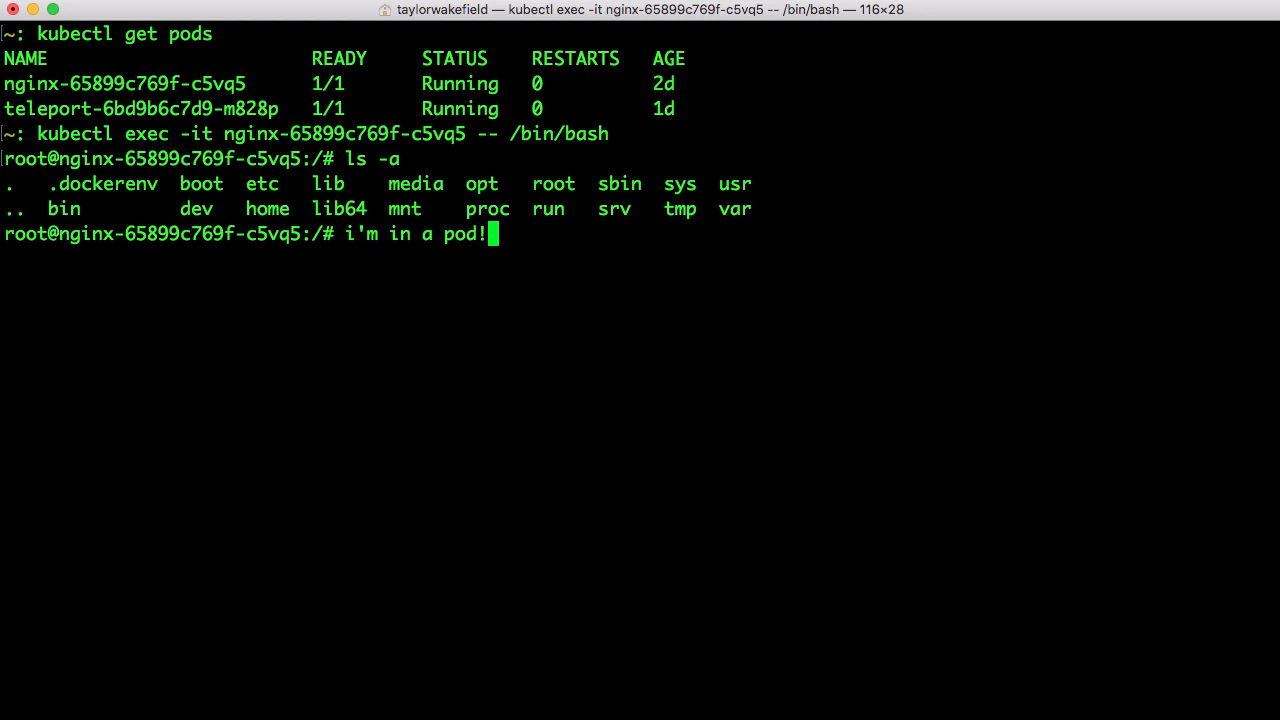 taylorwakefield — kubectl exec -it nginx-65899c769f-c5vq5 -- /bin/bash — 116×28
~: kubectl get pods
NAME READY STATUS RESTARTS AGE
nginx-65899c769f-c5vq5 1/1 Running 0 2d
teleport-6bd9b6c7d9-m828p 1/1 Running 0 1d
~: kubectl exec -it nginx-65899c769f-c5vq5 -- /bin/bash
root@nginx-65899c769f-c5vq5:/# ls -a
. .dockerenv boot etc lib media opt root sbin sys usr
.. bin dev home lib64 mnt proc run srv tmp var
root@nginx-65899c769f-c5vq5:/# i'm in a pod!